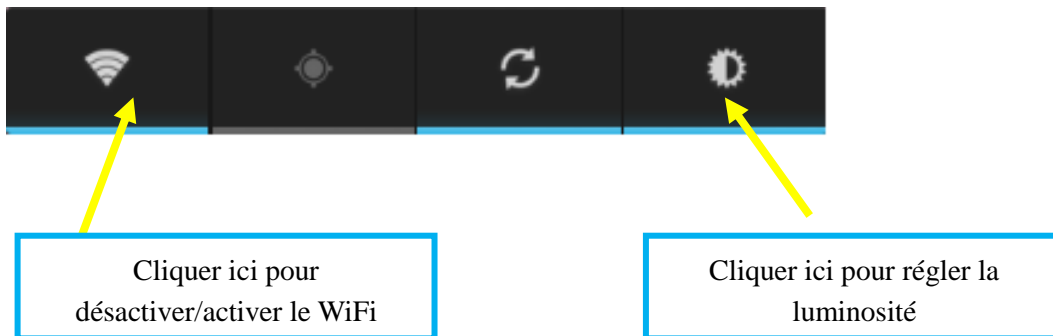 Cliquer ici pour
désactiver/activer le WiFi
Cliquer ici pour régler la
luminosité